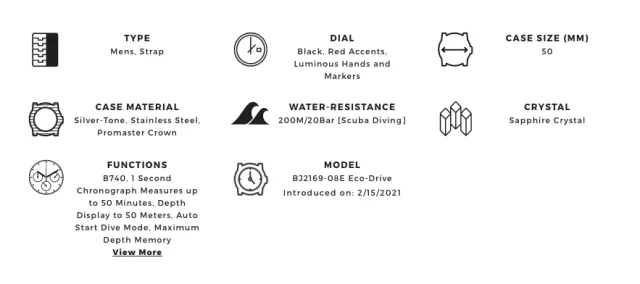 TYPE
Mens, Strap
DIAL
Black, Red Accents,
Luminous Hands and
Markers
CASE SIZE (MM)
50
CASE MATERIAL
Silver-Tone, Stainless Steel,
Promaster Crown
WATER-RESISTANCE
200M/20Bar [Scuba Diving]
CRYSTAL
Sapphire Crystal
FUNCTIONS
B740, 1 Second
Chronograph Measures up
to 50 Minutes, Depth
Display to 50 Meters, Auto
Start Dive Mode, Maximum
Depth Memory
View More
MODEL
BJ2169-08E Eco-Drive
Introduced on: 2/15/2021